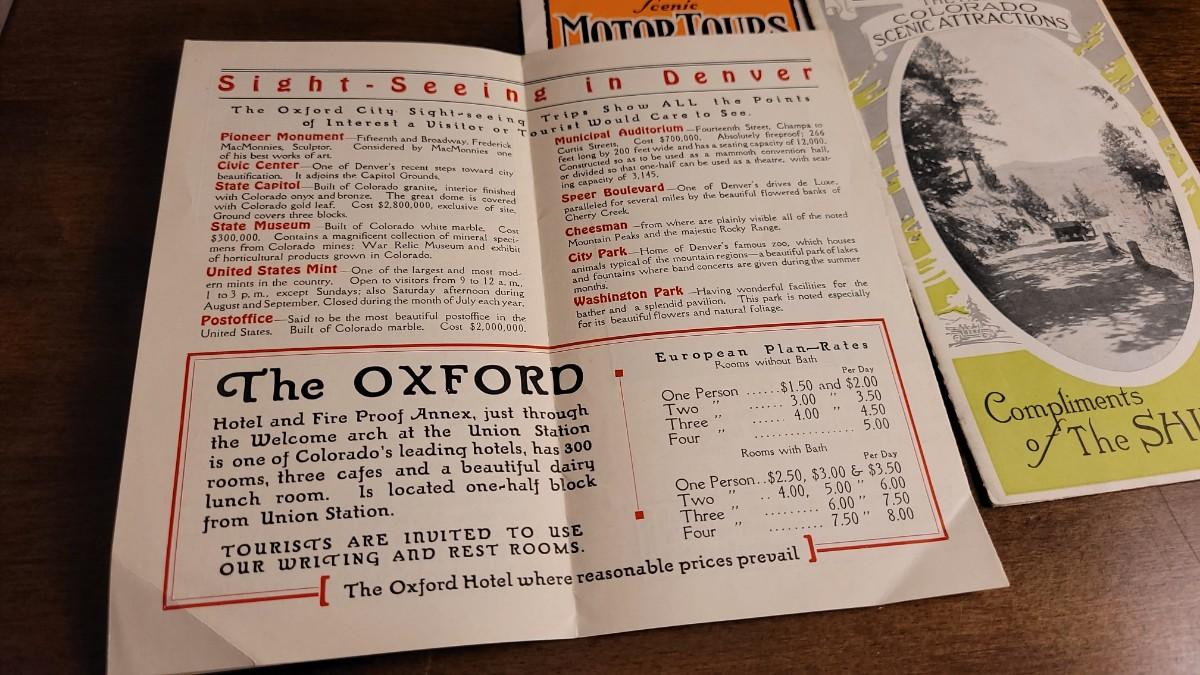 Scenic
MOTOR TOURS
COLORADO
SCENIC ATTRACTIONS
Sight-Seeing in Denver
The Oxford City Sight-seeing Trips Show ALL the Points
of Interest a Visitor or Tourist Would Care to See.
Pioneer Monument—Fifteenth and Broadway. Frederick
MacMonnies, Sculptor. Considered by MacMonnies one
of his best works of art.
Civic Center—One of Denver's recent steps toward city
beautification. It adjoins the Capitol Grounds.
State Capitol—Built of Colorado granite, interior finished
with Colorado onyx and bronze. The great dome is covered
with Colorado gold leaf. Cost $2,800,000, exclusive of site.
Ground covers three blocks.
State Museum—Built of Colorado white marble. Cost
$300,000. Contains a magnificent collection of mineral speci-
mens from Colorado mines; War Relic Museum and exhibit
of horticultural products grown in Colorado.
United States Mint—One of the largest and most mod-
ern mints in the country. Open to visitors from 9 to 12 a. m.,
1 to 3 p. m., except Sundays; also Saturday afternoon during
August and September. Closed during the month of July each year.
Postoffice—Said to be the most beautiful postoffice in the
United States. Built of Colorado marble. Cost $2,000,000.
Municipal Auditorium—Fourteenth Street, Champa to
Curtis Streets. Cost $700,000. Absolutely fireproof; 266
feet long by 200 feet wide and has a seating capacity of 12,000.
Constructed so as to be used as a mammoth convention hall,
or divided so that one-half can be used as a theatre, with seat-
ing capacity of 3,145.
Speer Boulevard—One of Denver's drives de Luxe,
paralleled for several miles by the beautiful flowered banks of
Cherry Creek.
Cheesman—from where are plainly visible all of the noted
Mountain Peaks and the majestic Rocky Range.
City Park—Home of Denver's famous zoo, which houses
animals typical of the mountain regions—a beautiful park of lakes
and fountains where band concerts are given during the summer
months.
Washington Park—Having wonderful facilities for the
bather and a splendid pavilion. This park is noted especially
for its beautiful flowers and natural foliage.
The OXFORD
Hotel and Fire Proof Annex, just through
the Welcome arch at the Union Station
is one of Colorado's leading hotels, has 300
rooms, three cafes and a beautiful dairy
lunch room. Is located one-half block
from Union Station.
TOURISTS ARE INVITED TO USE
OUR WRITING AND REST ROOMS.
European Plan—Rates
Rooms without Bath
Per Day
One Person ......$1.50 and $2.00
Two " ...... 3.00 " 3.50
Three " ...... 4.00 " 4.50
Four " ................ 5.00
Rooms with Bath
Per Day
One Person..$2.50, $3.00 & $3.50
Two " .. 4.00, 5.00 " 6.00
Three " ......... 6.00 " 7.50
Four " ......... 7.50 " 8.00
[ The Oxford Hotel where reasonable prices prevail ]
Compliments
of The